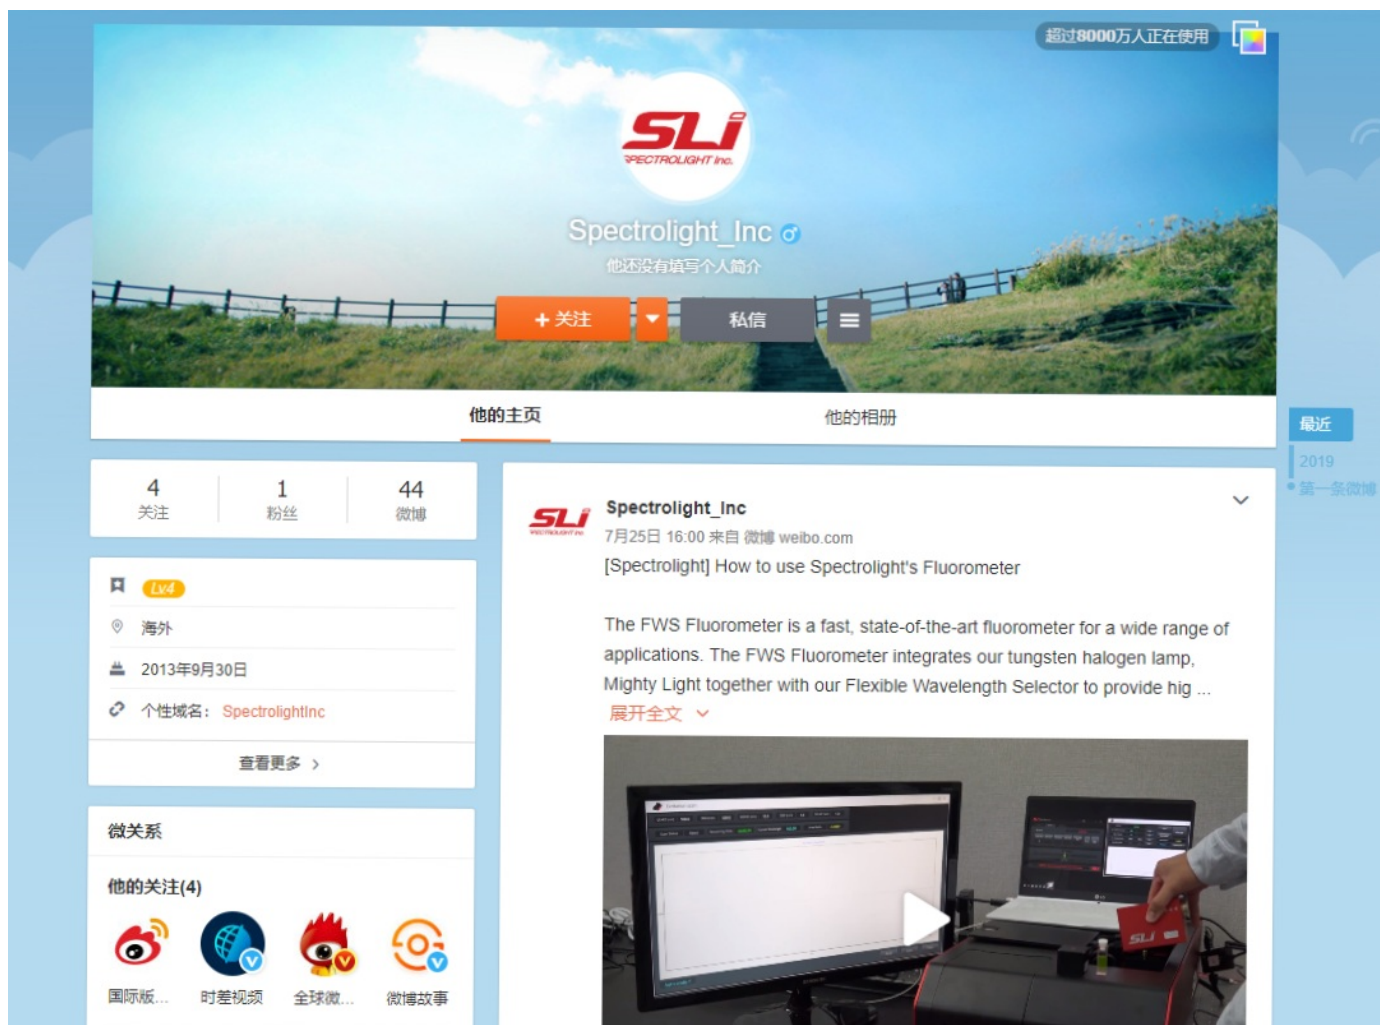 超过8000万人正在使用
SLi
SPECTROLIGHT Inc.
Spectrolight_Inc
他还没有填写个人简介
+关注
私信
他的主页
他的相册
最近
2019
第一条微博
4
关注
1
粉丝
44
微博
Lv4
海外
2013年9月30日
个性域名： SpectrolightInc
查看更多 >
微关系
他的关注(4)
国际版...
时差视频
全球微...
微博故事
SLi
SPECTROLIGHT Inc.
Spectrolight_Inc
7月25日 16:00 来自 微博 weibo.com
[Spectrolight] How to use Spectrolight's Fluorometer
The FWS Fluorometer is a fast, state-of-the-art fluorometer for a wide range of
applications. The FWS Fluorometer integrates our tungsten halogen lamp,
Mighty Light together with our Flexible Wavelength Selector to provide hig ...
展开全文
SLi